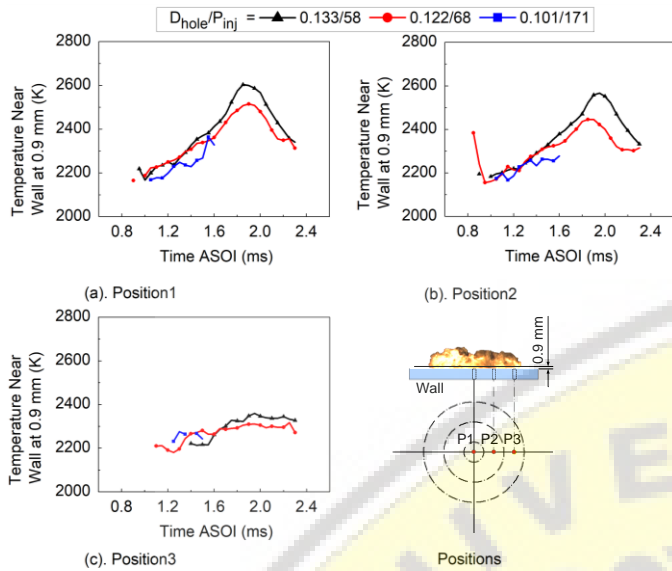 D_hole/P_inj = 0.133/58 0.122/68 0.101/171
2800
2600
2400
2200
2000
Temperature Near
Wall at 0.9 mm (K)
0.8 1.2 1.6 2.0 2.4
Time ASOI (ms)
(a). Position1
2800
2600
2400
2200
2000
Temperature Near
Wall at 0.9 mm (K)
0.8 1.2 1.6 2.0 2.4
Time ASOI (ms)
(b). Position2
2800
2600
2400
2200
2000
Temperature Near
Wall at 0.9 mm (K)
0.8 1.2 1.6 2.0 2.4
Time ASOI (ms)
(c). Position3
0.9 mm
Wall
P1 P2 P3
Positions
IVE